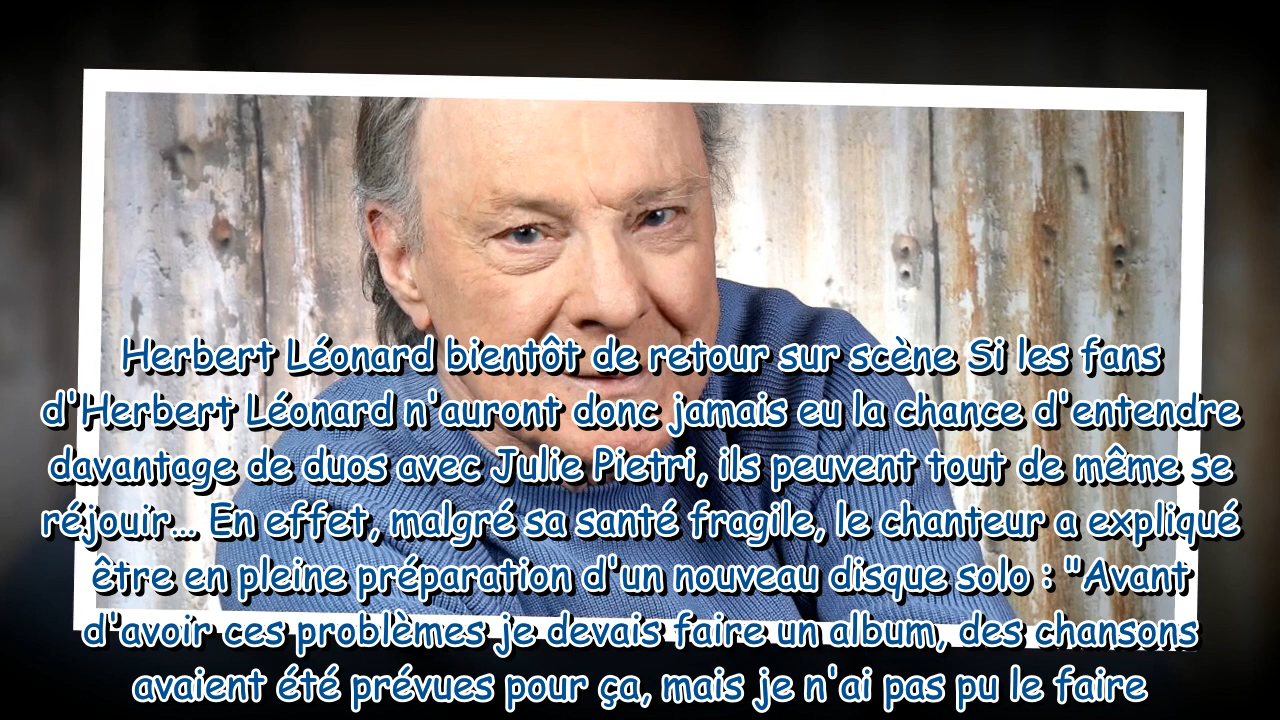 Herbert Léonard bientôt de retour sur scène Si les fans
d'Herbert Léonard n'auront donc jamais eu la chance d'entendre
davantage de duos avec Julie Pietri, ils peuvent tout de même se
réjouir... En effet, malgré sa santé fragile, le chanteur a expliqué
être en pleine préparation d'un nouveau disque solo : "Avant
d'avoir ces problèmes je devais faire un album, des chansons
avaient été prévues pour ça, mais je n'ai pas pu le faire